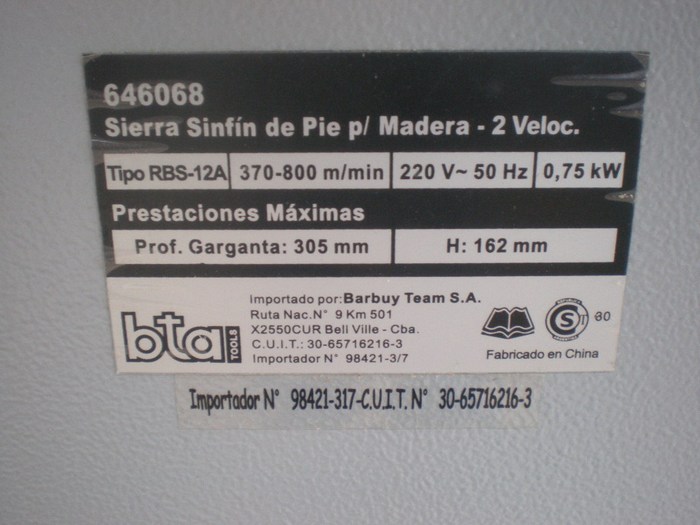 646068
Sierra Sinfín de Pie p/ Madera - 2 Veloc.
Tipo RBS-12A 370-800 m/min 220 V~ 50 Hz 0,75 kW
Prestaciones Máximas
Prof. Garganta: 305 mm H: 162 mm
bta TOOLS
Importado por: Barbuy Team S.A.
Ruta Nac.N° 9 Km 501
X2550CUR Bell Ville - Cba.
C.U.I.T.: 30-65716216-3
Importador N° 98421-3/7
S
Fabricado en China
Importador N° 98421-317-C.U.I.T. N° 30-65716216-3